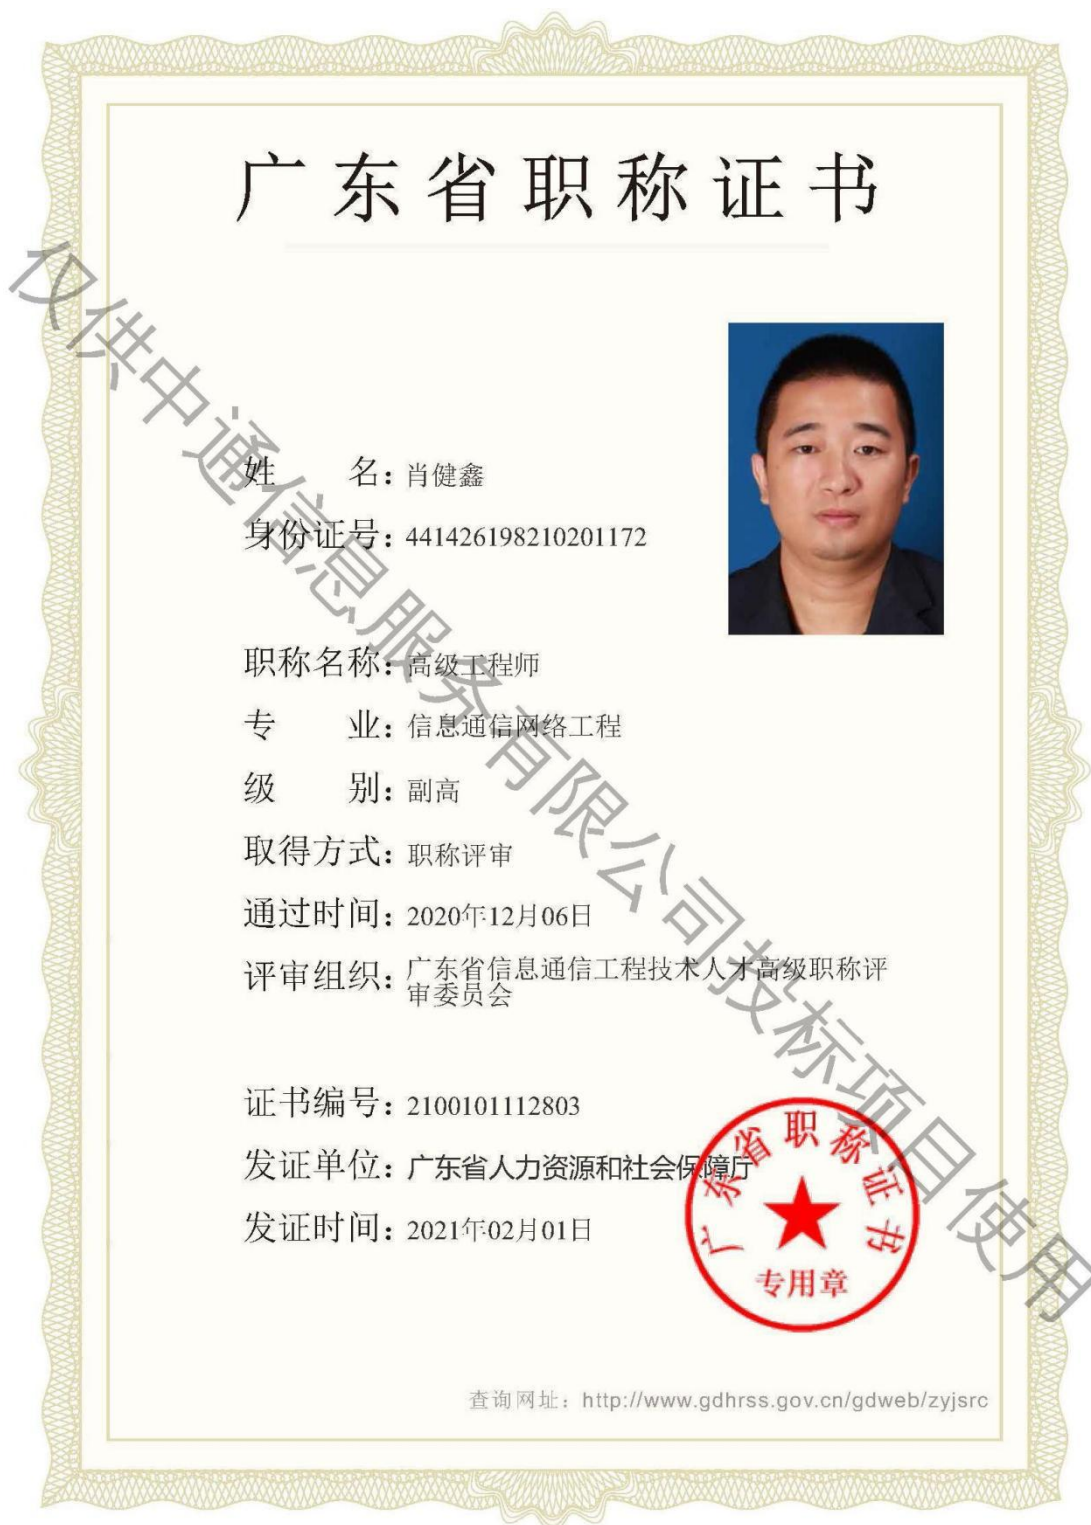 广东省职称证书
姓名：肖健鑫
身份证号：441426198210201172
职称名称：高级工程师
专业：信息通信网络工程
级别：副高
取得方式：职称评审
通过时间：2020年12月06日
评审组织：广东省信息通信工程技术人才高级职称评
审委员会
证书编号：2100101112803
发证单位：广东省人力资源和社会保障厅
发证时间：2021年02月01日
广东省职称证书
专用章
查询网址：http://www.gdhrss.gov.cn/gdweb/zyjsrc
仅供中通信息服务有限公司投标项目使用